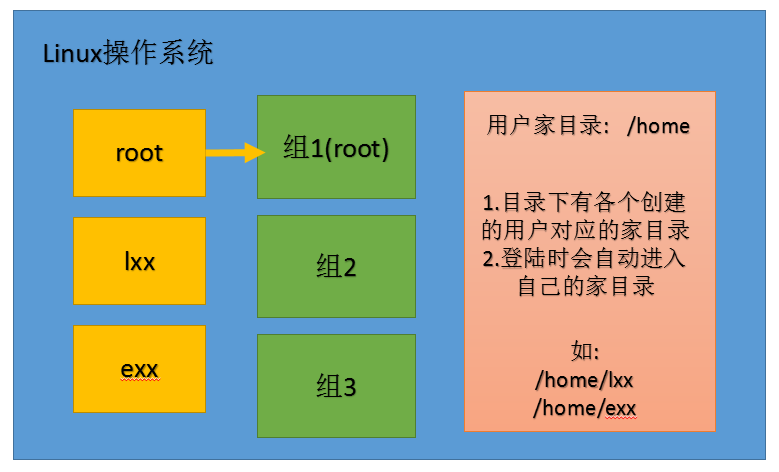 Linux操作系统
root
组1(root)
lxx
组2
exx
组3
用户家目录: /home
1.目录下有各个创建
的用户对应的家目录
2.登陆时会自动进入
自己的家目录
如:
/home/lxx
/home/exx